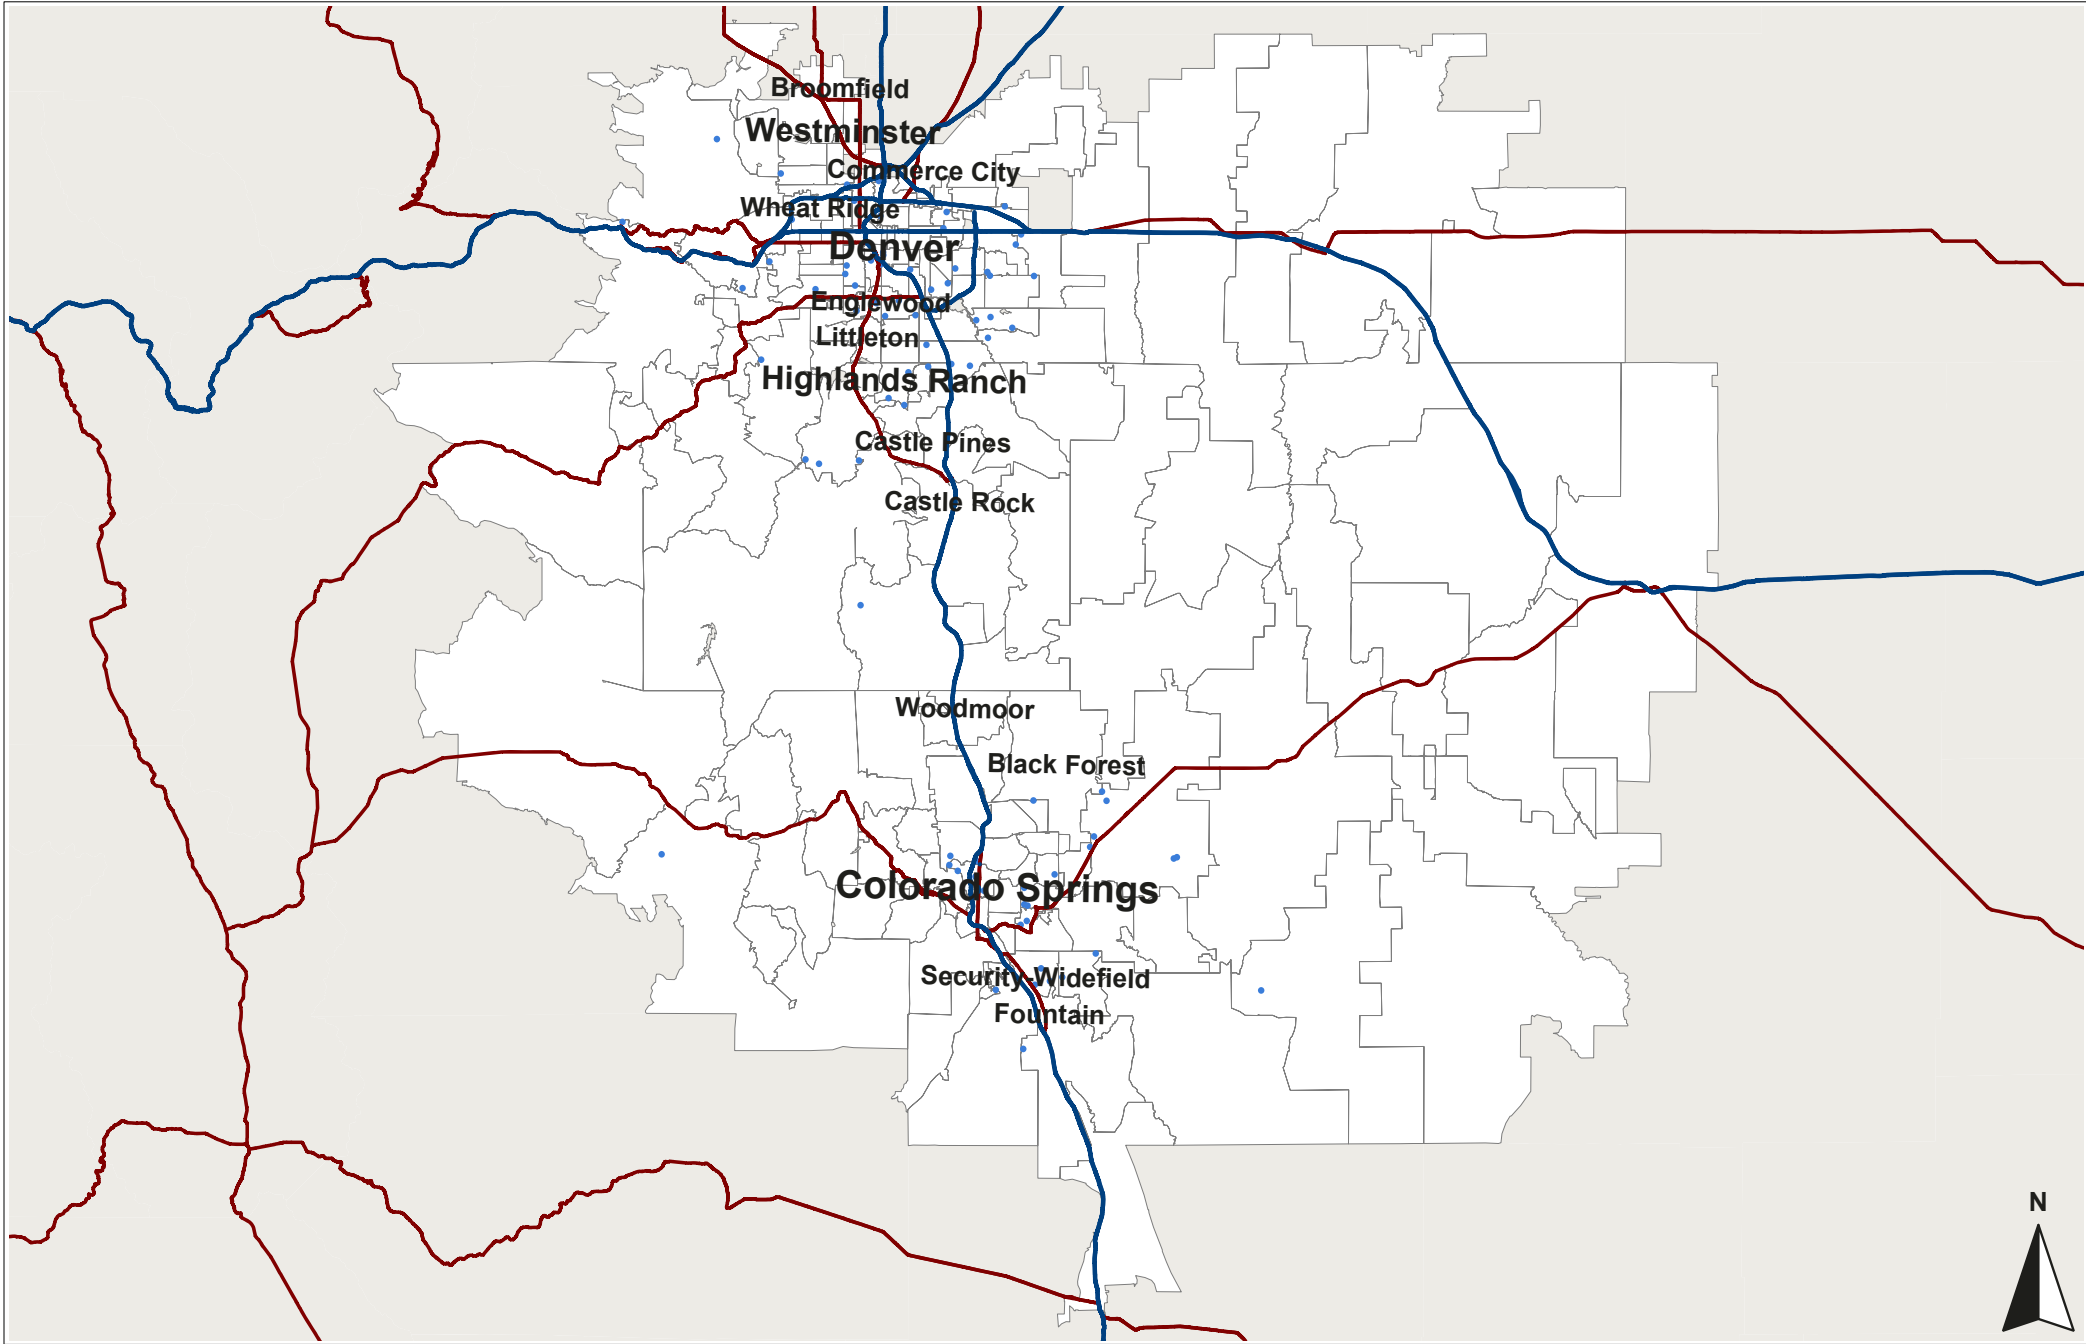 Broomfield
Westminster
Commerce City
Wheat Ridge
Denver
Englewood
Littleton
Highlands Ranch
Castle Pines
Castle Rock
Woodmoor
Black Forest
Colorado Springs
Security-Widefield
Fountain
N